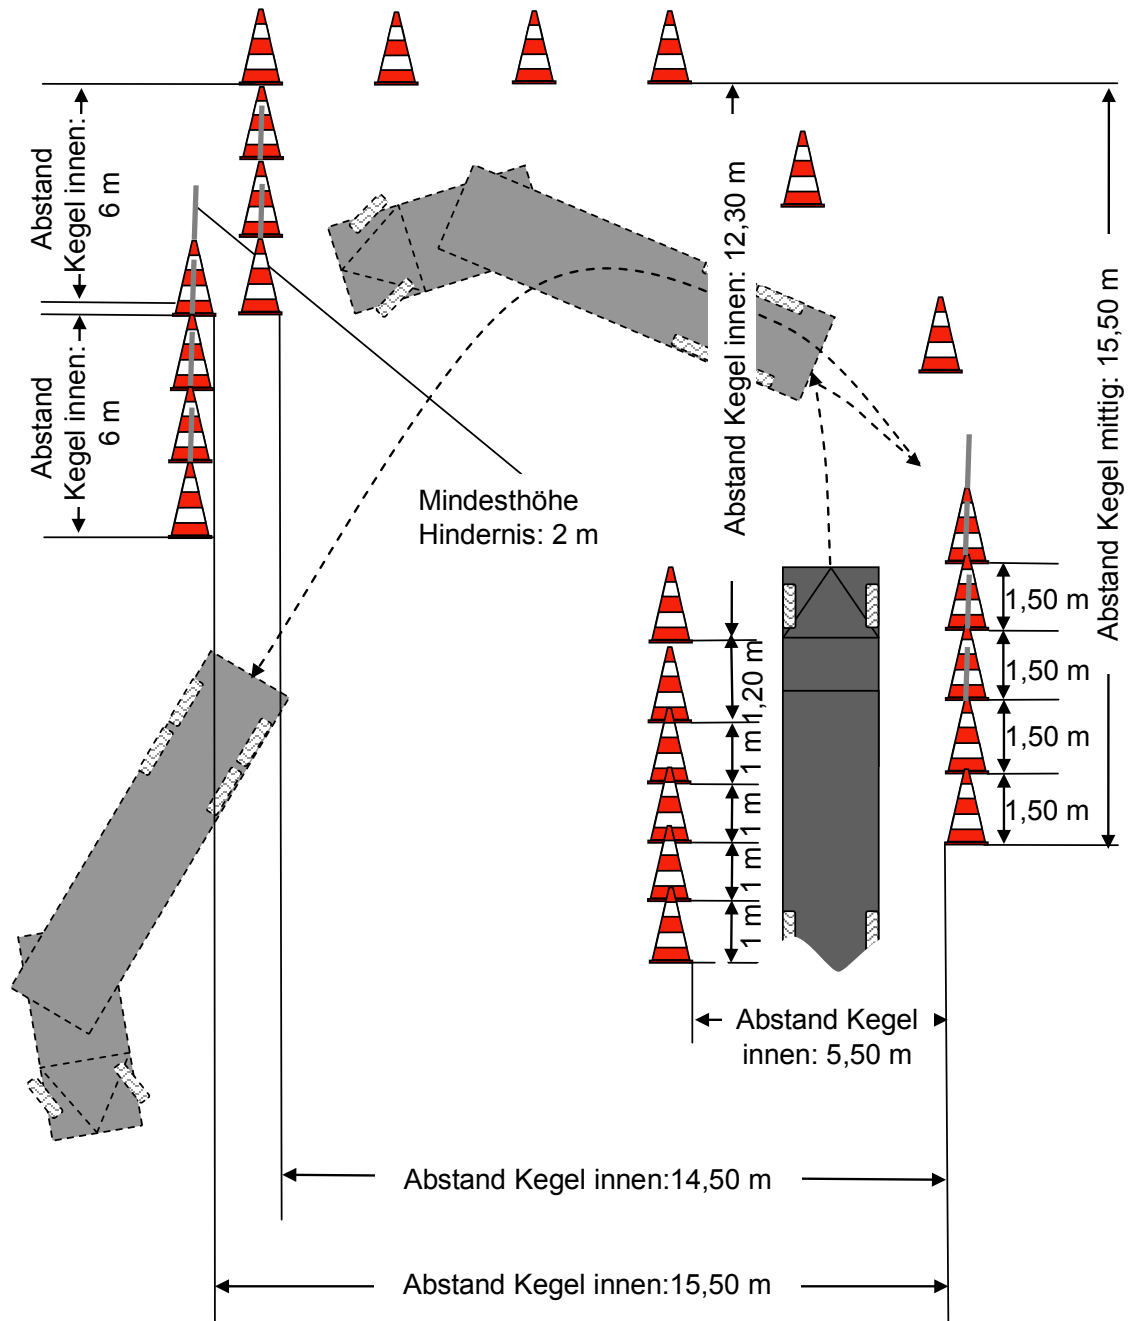 Abstand
Kegel innen:
6 m
Abstand
Kegel innen:
6 m
Abstand Kegel innen: 12,30 m
Abstand Kegel mittig: 15,50 m
Mindesthöhe
Hindernis: 2 m
1,20 m
1 m
1 m
1 m
1 m
1,50 m
1,50 m
1,50 m
1,50 m
Abstand Kegel
innen: 5,50 m
Abstand Kegel innen:14,50 m
Abstand Kegel innen:15,50 m